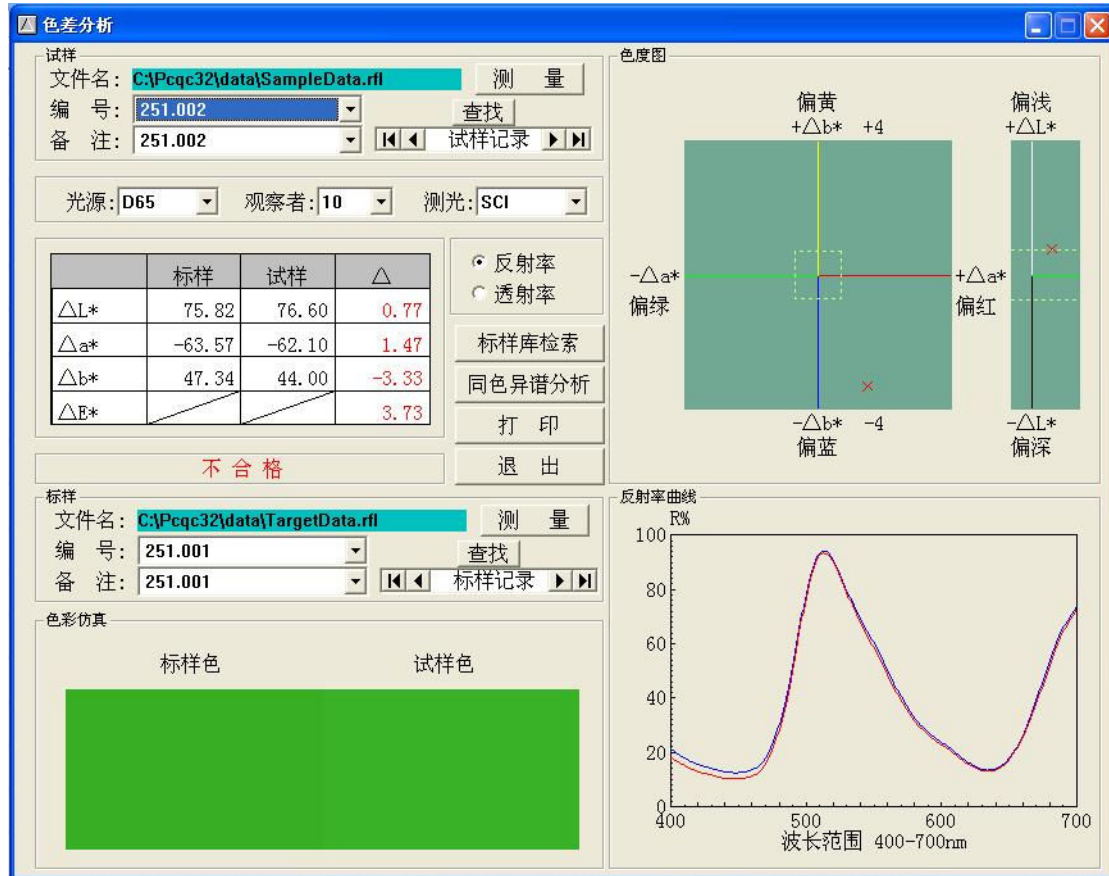 色差分析
试样
文件名: C:\Pcqc32\data\SampleData.rfl 测 量
编 号: 251.002 查找
备 注: 251.002 试样记录
光源: D65 观察者: 10 测光: SCI
标样 试样 △
△L* 75.82 76.60 0.77
△a* -63.57 -62.10 1.47
△b* 47.34 44.00 -3.33
△E* 3.73
反射率
透射率
标样库检索
同色异谱分析
打 印
退 出
不 合 格
标样
文件名: C:\Pcqc32\data\TargetData.rfl 测 量
编 号: 251.001 查找
备 注: 251.001 标样记录
色彩仿真
标样色 试样色
色度图
偏黄 偏浅
+△b* +4 +△L*
-△a* +△a*
偏绿 偏红
-△b* -4 -△L*
偏蓝 偏深
反射率曲线
R%
100
80
60
40
20
0
400 500 600 700
波长范围 400-700nm